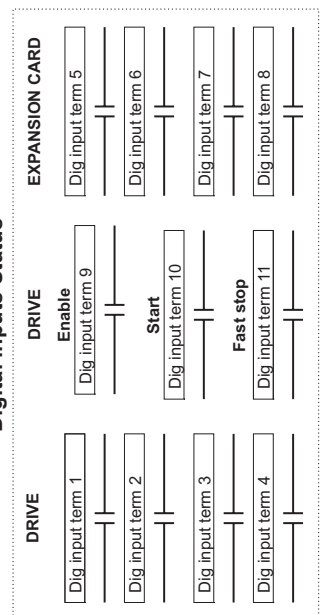 Digital Inputs Status
DRIVE
Dig input term 1
Dig input term 2
Dig input term 3
Dig input term 4
DRIVE
Enable
Dig input term 9
Start
Dig input term 10
Fast stop
Dig input term 11
EXPANSION CARD
Dig input term 5
Dig input term 6
Dig input term 7
Dig input term 8